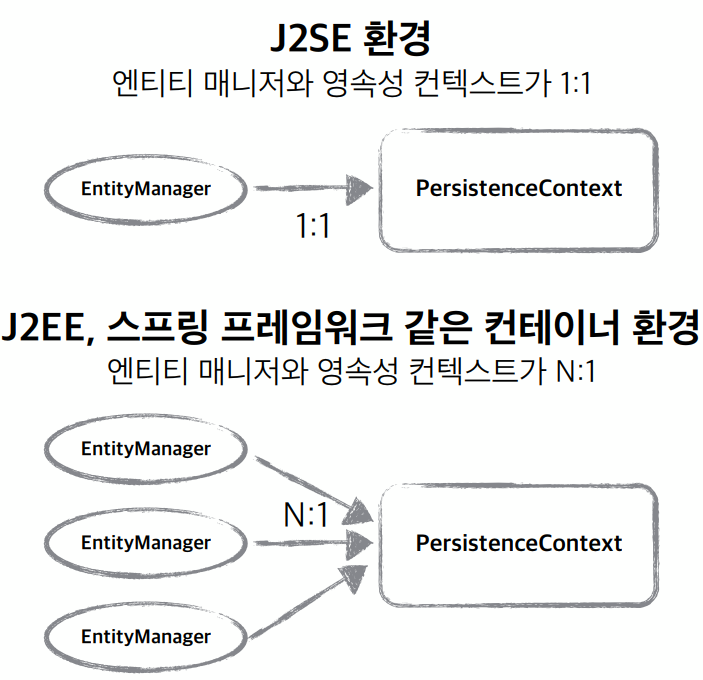 J2SE 환경
엔티티 매니저와 영속성 컨텍스트가 1:1
EntityManager
PersistenceContext
1:1
J2EE, 스프링 프레임워크 같은 컨테이너 환경
엔티티 매니저와 영속성 컨텍스트가 N:1
EntityManager
N:1
EntityManager
PersistenceContext
EntityManager